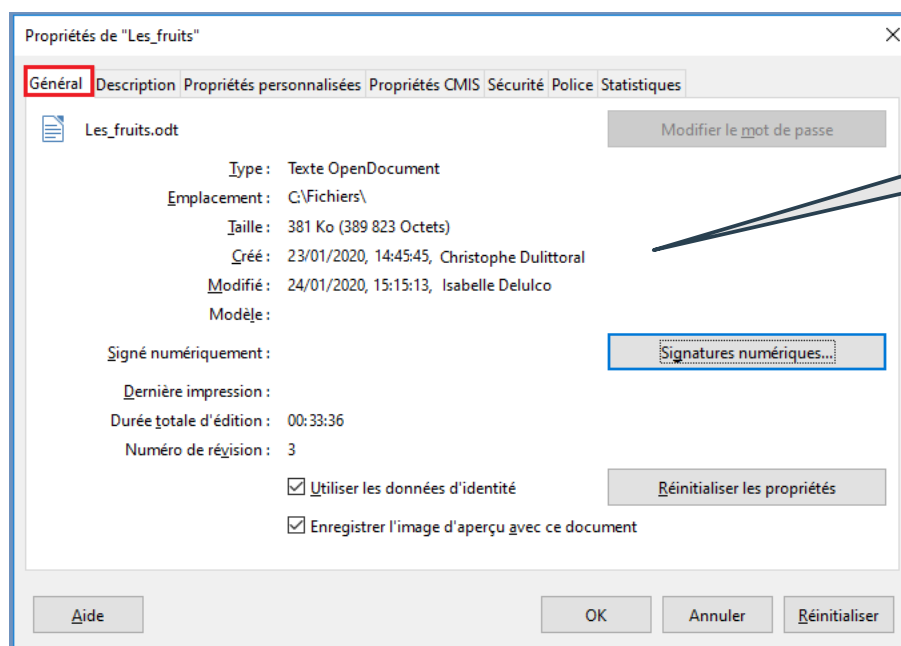 Propriétés de "Les_fruits"
Général Description Propriétés personnalisées Propriétés CMIS Sécurité Police Statistiques
Les_fruits.odt Modifier le mot de passe
Type : Texte OpenDocument
Emplacement : C:\Fichiers\
Taille : 381 Ko (389 823 Octets)
Créé : 23/01/2020, 14:45:45, Christophe Dulittoral
Modifié : 24/01/2020, 15:15:13, Isabelle Delulco
Modèle :
Signé numériquement : Signatures numériques...
Dernière impression :
Durée totale d'édition : 00:33:36
Numéro de révision : 3
Utiliser les données d'identité Réinitialiser les propriétés
Enregistrer l'image d'aperçu avec ce document
Aide OK Annuler Réinitialiser